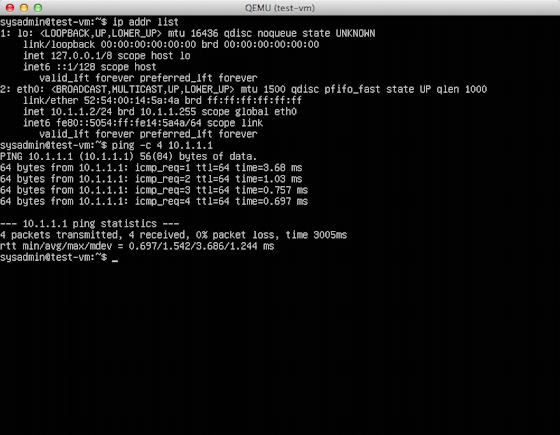 QEMU (test-vm)
sysadmin@test-vm:~$ ip addr list
1: lo: <LOOPBACK,UP,LOWER_UP> mtu 16436 qdisc noqueue state UNKNOWN
link/loopback 00:00:00:00:00:00 brd 00:00:00:00:00:00
inet 127.0.0.1/8 scope host lo
inet6 ::1/128 scope host
valid_lft forever preferred_lft forever
2: eth0: <BROADCAST,MULTICAST,UP,LOWER_UP> mtu 1500 qdisc pfifo_fast state UP qlen 1000
link/ether 52:54:00:14:5a:4a brd ff:ff:ff:ff:ff:ff
inet 10.1.1.2/24 brd 10.1.1.255 scope global eth0
inet6 fe80::5054:ff:fe14:5a4a/64 scope link
valid_lft forever preferred_lft forever
sysadmin@test-vm:~$ ping -c 4 10.1.1.1
PING 10.1.1.1 (10.1.1.1) 56(84) bytes of data.
64 bytes from 10.1.1.1: icmp_req=1 ttl=64 time=3.68 ms
64 bytes from 10.1.1.1: icmp_req=2 ttl=64 time=1.03 ms
64 bytes from 10.1.1.1: icmp_req=3 ttl=64 time=0.757 ms
64 bytes from 10.1.1.1: icmp_req=4 ttl=64 time=0.697 ms
--- 10.1.1.1 ping statistics ---
4 packets transmitted, 4 received, 0% packet loss, time 3005ms
rtt min/avg/max/mdev = 0.697/1.542/3.686/1.244 ms
sysadmin@test-vm:~$ _